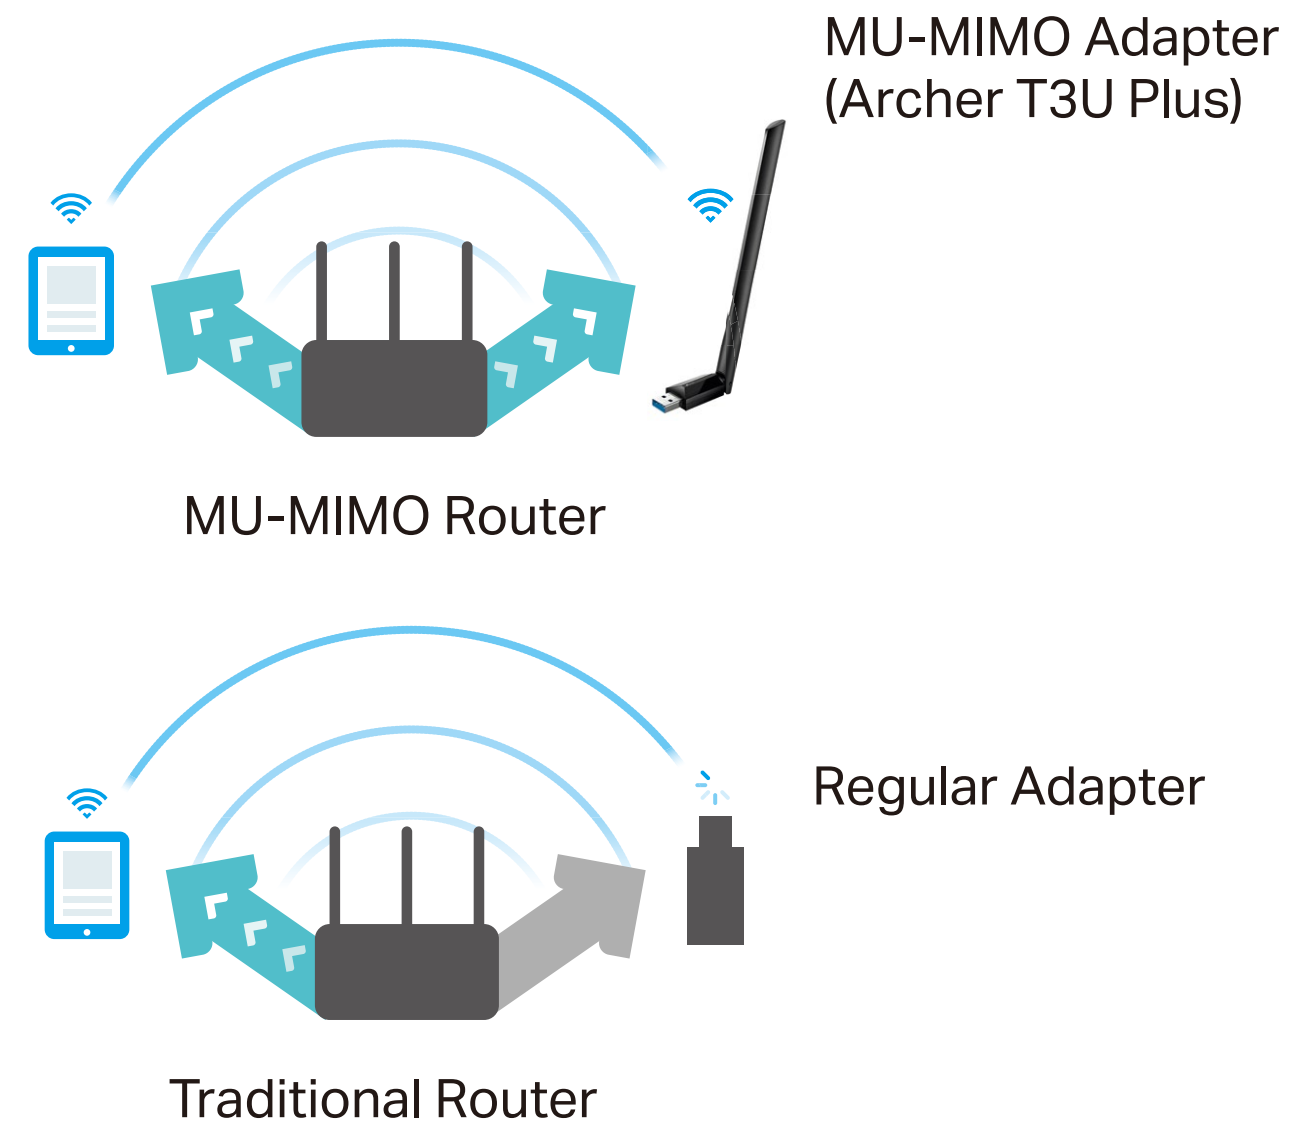 MU-MIMO Adapter
(Archer T3U Plus)
MU-MIMO Router
Regular Adapter
Traditional Router